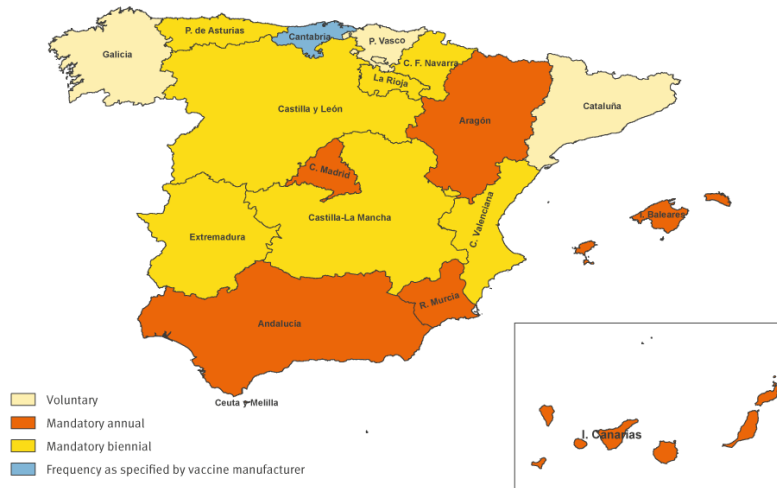 P. de Asturias
Cantabria
P. Vasco
Galicia
C. F. Navarra
La Rioja
Castilla y León
Cataluña
Aragón
C. Madrid
C. Valenciana
I. Baleares
Castilla-La Mancha
Extremadura
R. Murcia
Andalucia
Ceuta y Melilla
I. Canarias
Voluntary
Mandatory annual
Mandatory biennial
Frequency as specified by vaccine manufacturer